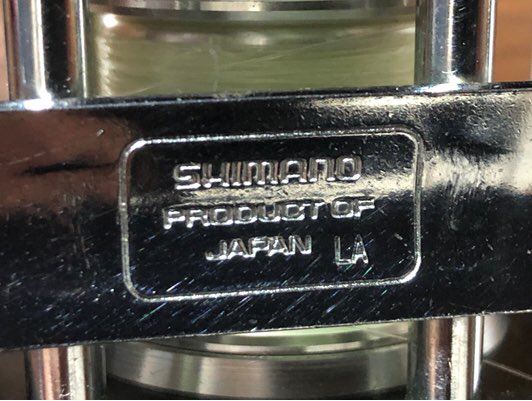 SHIMANO
PRODUCT OF
JAPAN LA